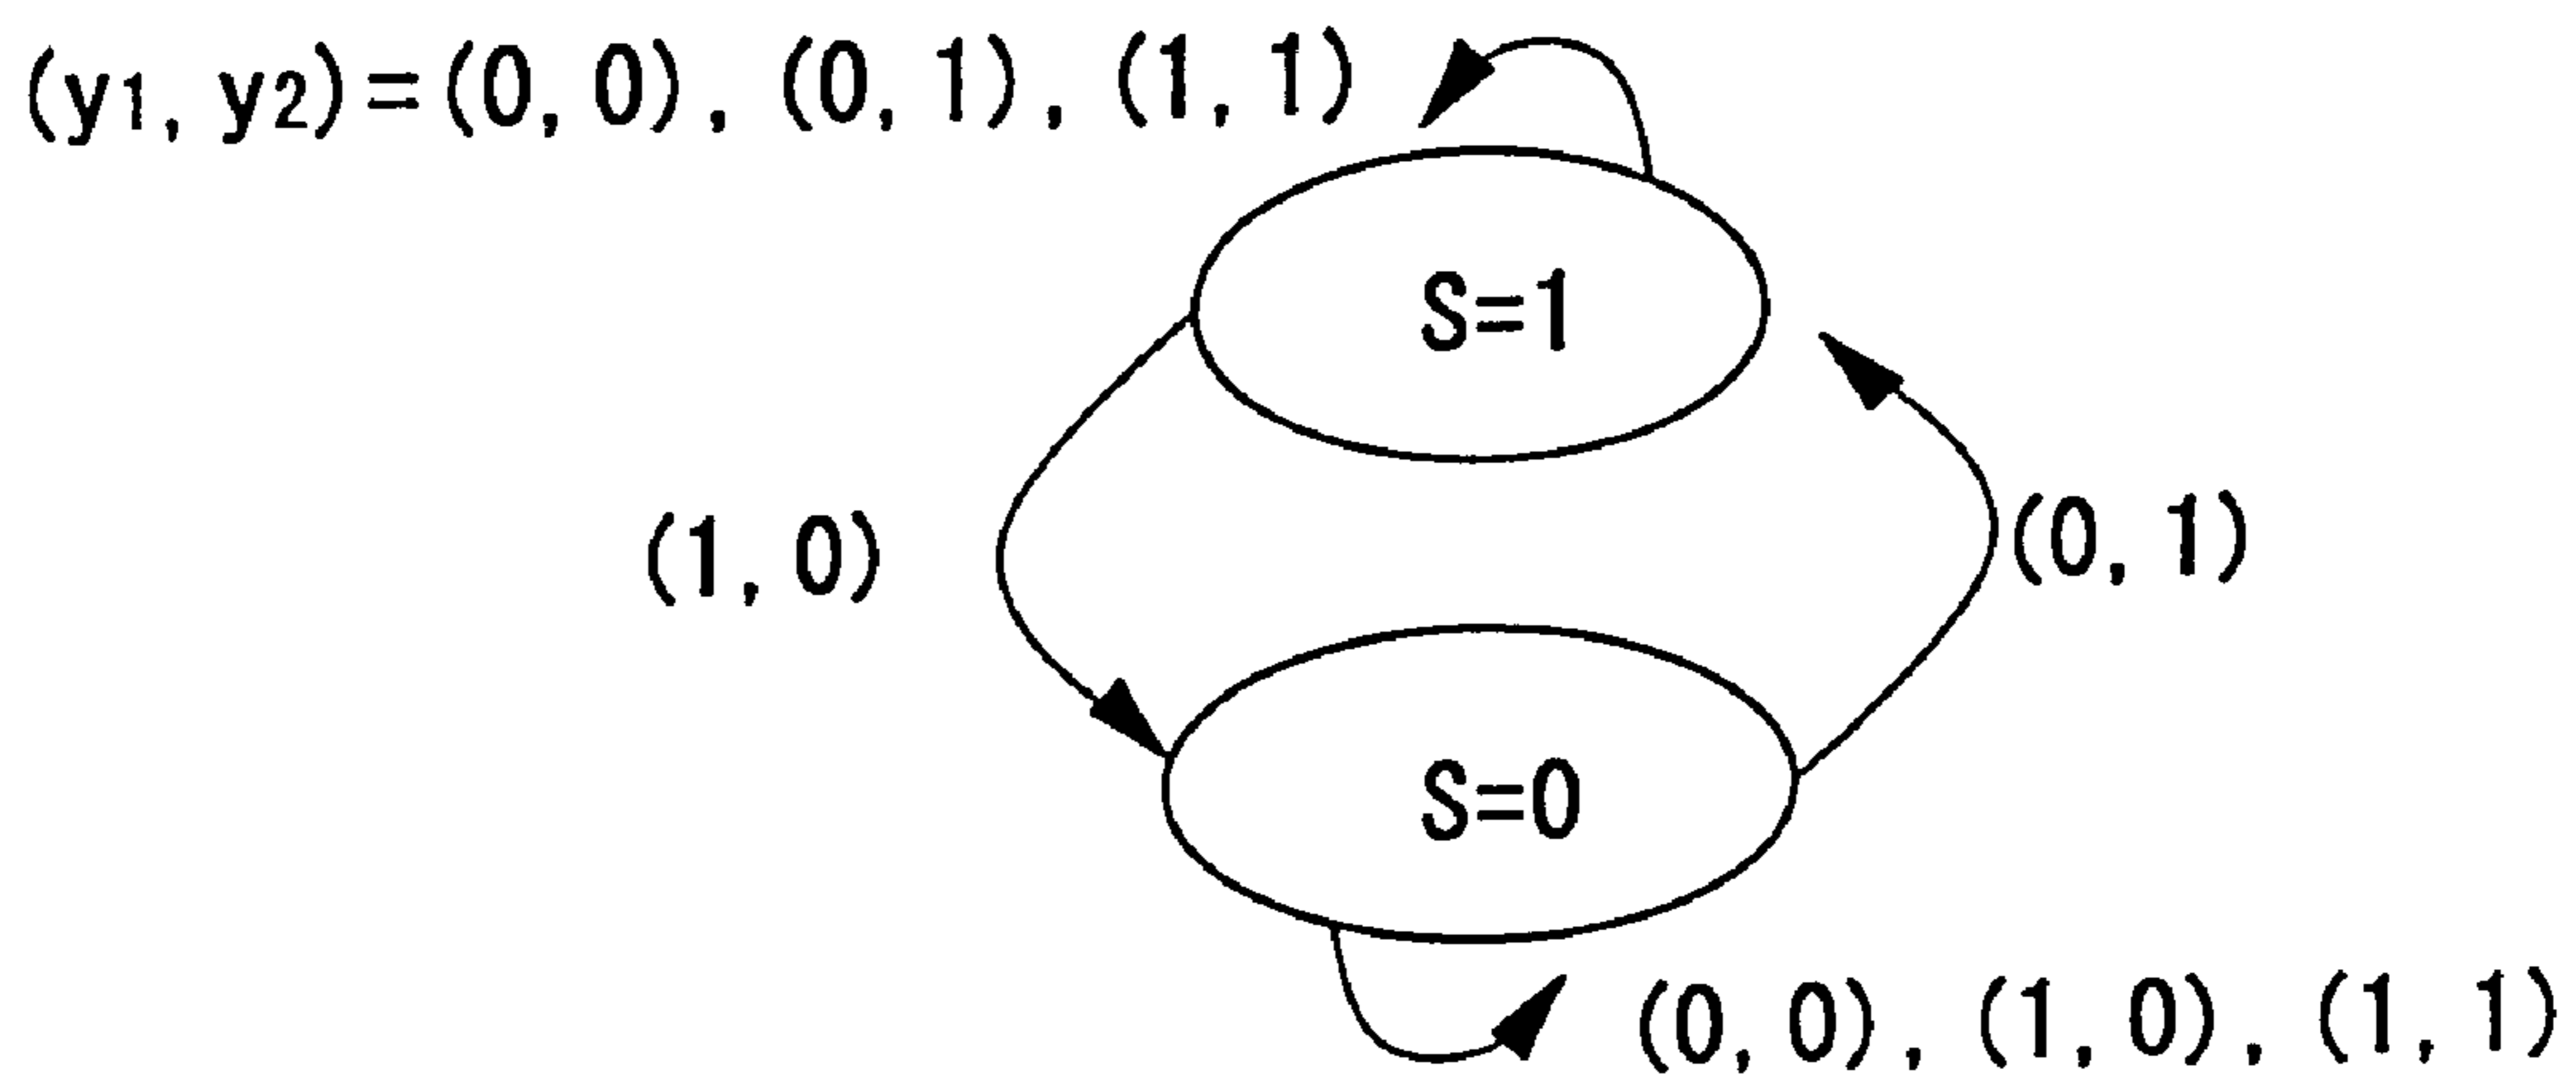 (y1, y2)=(0, 0), (0, 1), (1, 1)
S=1
(1, 0)
(0, 1)
S=0
(0, 0), (1, 0), (1, 1)